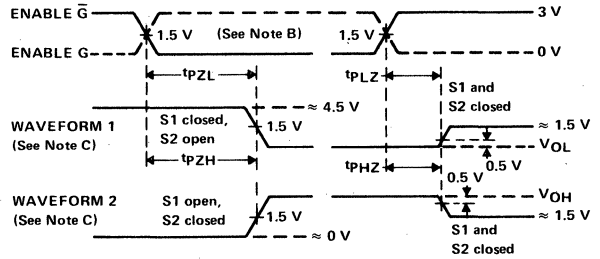 ENABLE G̅
3 V
1.5 V
(See Note B)
1.5 V
ENABLE G
0 V
tPZL
tPLZ
S1 and
S2 closed
≈ 4.5 V
WAVEFORM 1
(See Note C)
S1 closed,
S2 open
1.5 V
≈ 1.5 V
VOL
0.5 V
tPZH
tPHZ
0.5 V
WAVEFORM 2
(See Note C)
S1 open,
S2 closed
1.5 V
VOH
≈ 1.5 V
≈ 0 V
S1 and
S2 closed